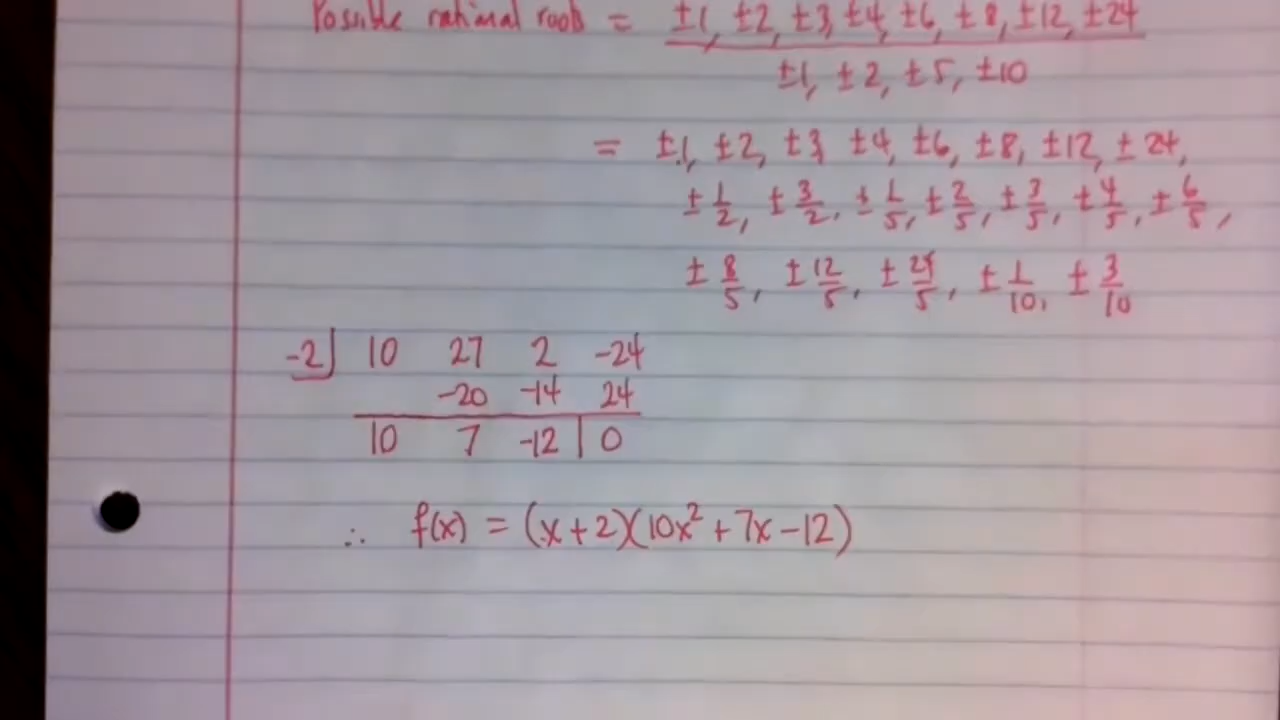 Possible rational roots = ±1, ±2, ±3, ±4, ±6, ±8, ±12, ±24
±1, ±2, ±5, ±10
= ±1, ±2, ±3, ±4, ±6, ±8, ±12, ±24,
±1/2, ±3/2, ±1/5, ±2/5, ±3/5, ±4/5, ±6/5,
±8/5, ±12/5, ±24/5, ±1/10, ±3/10
-2 | 10 27 2 -24
-20 -14 24
10 7 -12 | 0
∴ f(x) = (x+2)(10x²+7x-12)